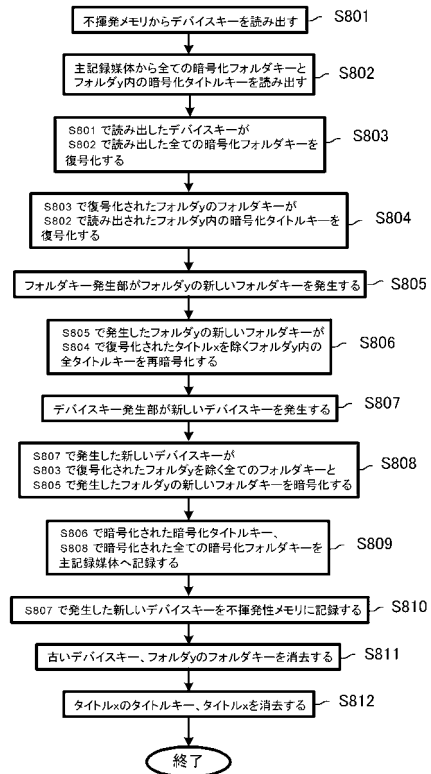 不揮発メモリからデバイスキーを読み出す
S801
主記録媒体から全ての暗号化フォルダキーと
フォルダy内の暗号化タイトルキーを読み出す
S802
S801 で読み出したデバイスキーが
S802 で読み出した全ての暗号化フォルダキーを
復号化する
S803
S803 で復号化されたフォルダyのフォルダキーが
S802 で読み出されたフォルダy内の暗号化タイトルキーを
復号化する
S804
フォルダキー発生部がフォルダyの新しいフォルダキーを発生する
S805
S805 で発生したフォルダyの新しいフォルダキーが
S804 で復号化されたタイトルxを除くフォルダy内の
全タイトルキーを再暗号化する
S806
デバイスキー発生部が新しいデバイスキーを発生する
S807
S807 で発生した新しいデバイスキーが
S803 で復号化されたフォルダyを除く全てのフォルダキーと
S805 で発生したフォルダyの新しいフォルダキーを暗号化する
S808
S806 で暗号化された暗号化タイトルキー、
S808 で暗号化された全ての暗号化フォルダキーを
主記録媒体へ記録する
S809
S807 で発生した新しいデバイスキーを不揮発性メモリに記録する
S810
古いデバイスキー、フォルダyのフォルダキーを消去する
S811
タイトルxのタイトルキー、タイトルxを消去する
S812
終了